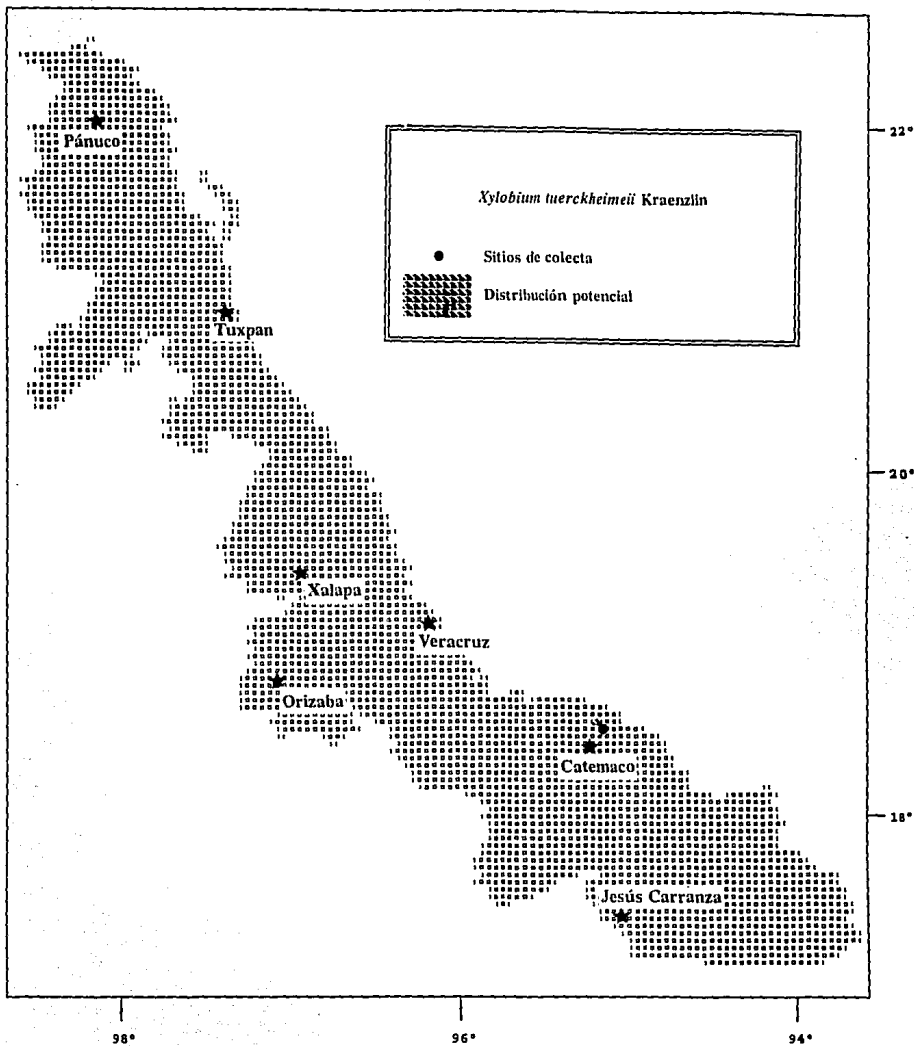 Pánuco
22°
Xylobium tuerckheimeii Kraenzlin
Sitios de colecta
Distribución potencial
Tuxpan
20°
Xalapa
Veracruz
Orizaba
Catemaco
18°
Jesús Carranza
98°
96°
94°